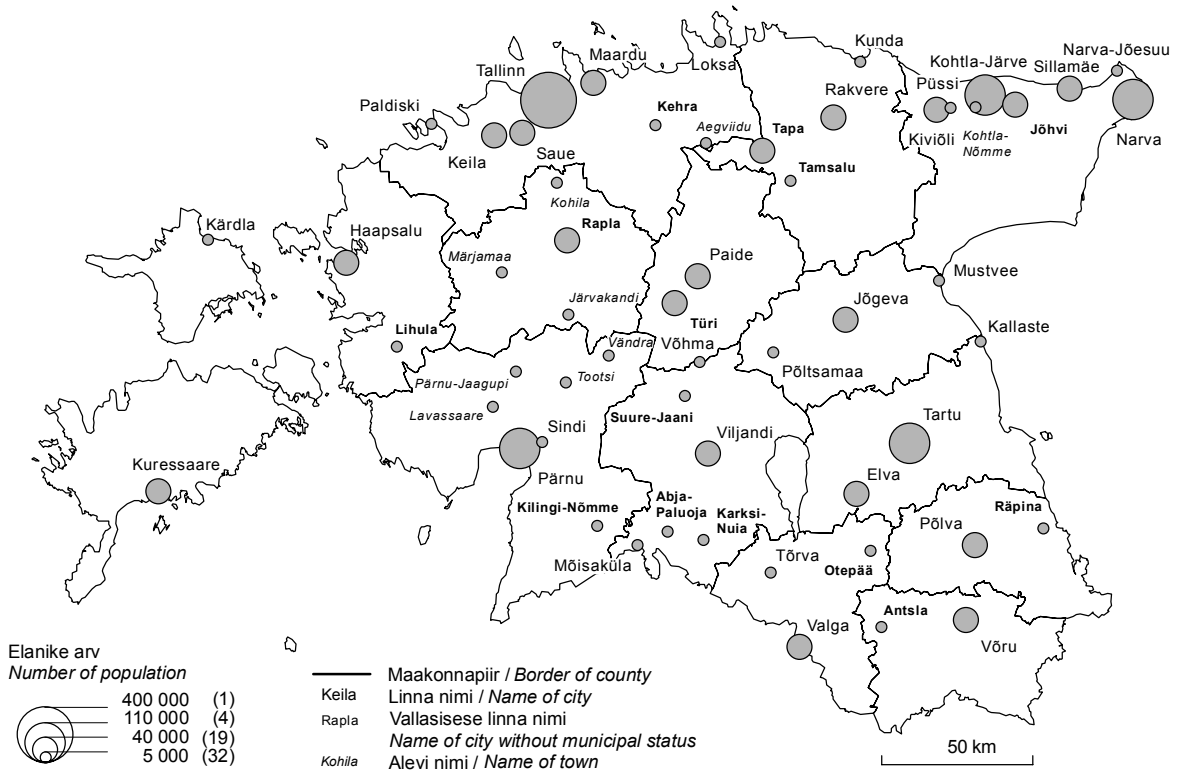 Kunda
Narva-Jõesuu
Maardu
Loksa
Kohtla-Järve
Sillamäe
Tallinn
Püssi
Paldiski
Kehra
Rakvere
Aegviidu
Tapa
Kiviõli
Kohtla-
Nõmme
Jõhvi
Narva
Keila
Saue
Tamsalu
Kohila
Kärdla
Haapsalu
Rapla
Märjamaa
Paide
Mustvee
Järvakandi
Jõgeva
Lihula
Türi
Kallaste
Vändra
Võhma
Põltsamaa
Pärnu-Jaagupi
Tootsi
Lavassaare
Suure-Jaani
Tartu
Sindi
Viljandi
Kuressaare
Pärnu
Elva
Kilingi-Nõmme
Abja-
Paluoja
Karksi-
Nuia
Räpina
Põlva
Mõisaküla
Tõrva
Otepää
Antsla
Valga
Võru
Elanike arv
Number of population
400 000 (1)
110 000 (4)
40 000 (19)
5 000 (32)
Maakonnapiir / Border of county
Keila Linna nimi / Name of city
Rapla Vallasisese linna nimi
Name of city without municipal status
Kohila Alevi nimi / Name of town
50 km